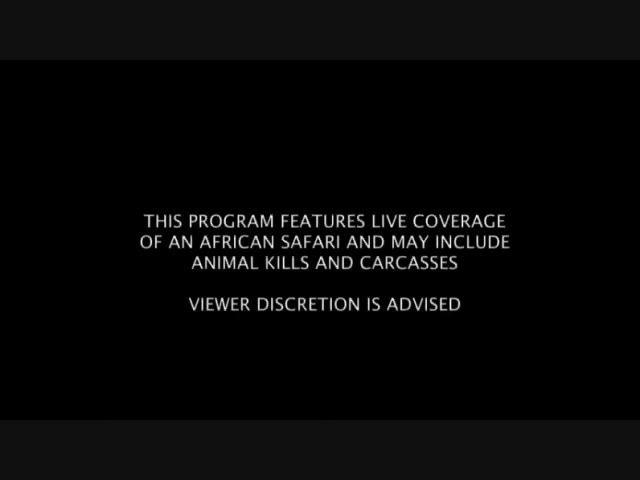 THIS PROGRAM FEATURES LIVE COVERAGE
OF AN AFRICAN SAFARI AND MAY INCLUDE
ANIMAL KILLS AND CARCASSES
VIEWER DISCRETION IS ADVISED